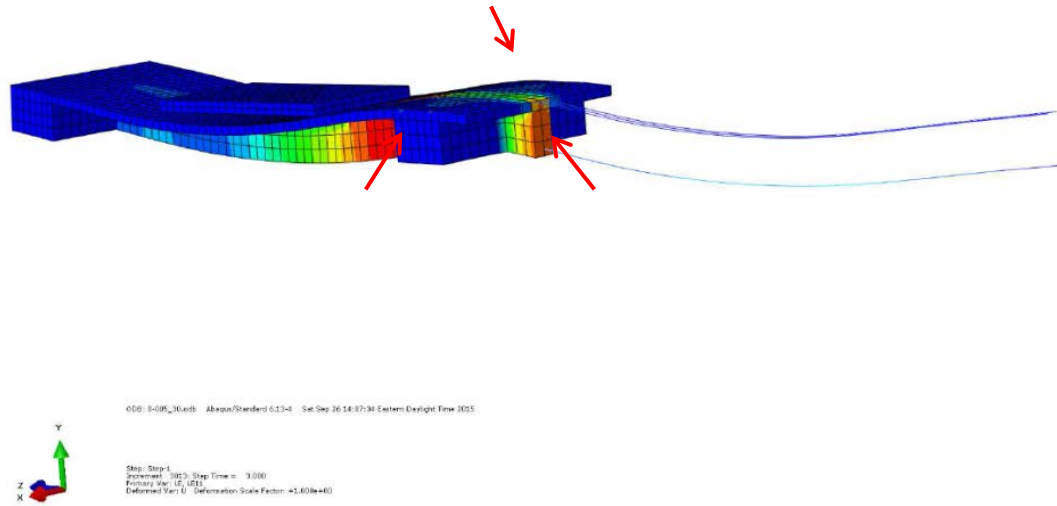 Y
Z
X
ODB: 8-005_30.odb Abaqus/Standard 6.13-4 Sat Sep 26 14:07:34 Eastern Daylight Time 2015
Step: Step-1
Increment 3013: Step Time = 3.000
Primary Var: LE, LE11
Deformed Var: U Deformation Scale Factor: +1.000e+00